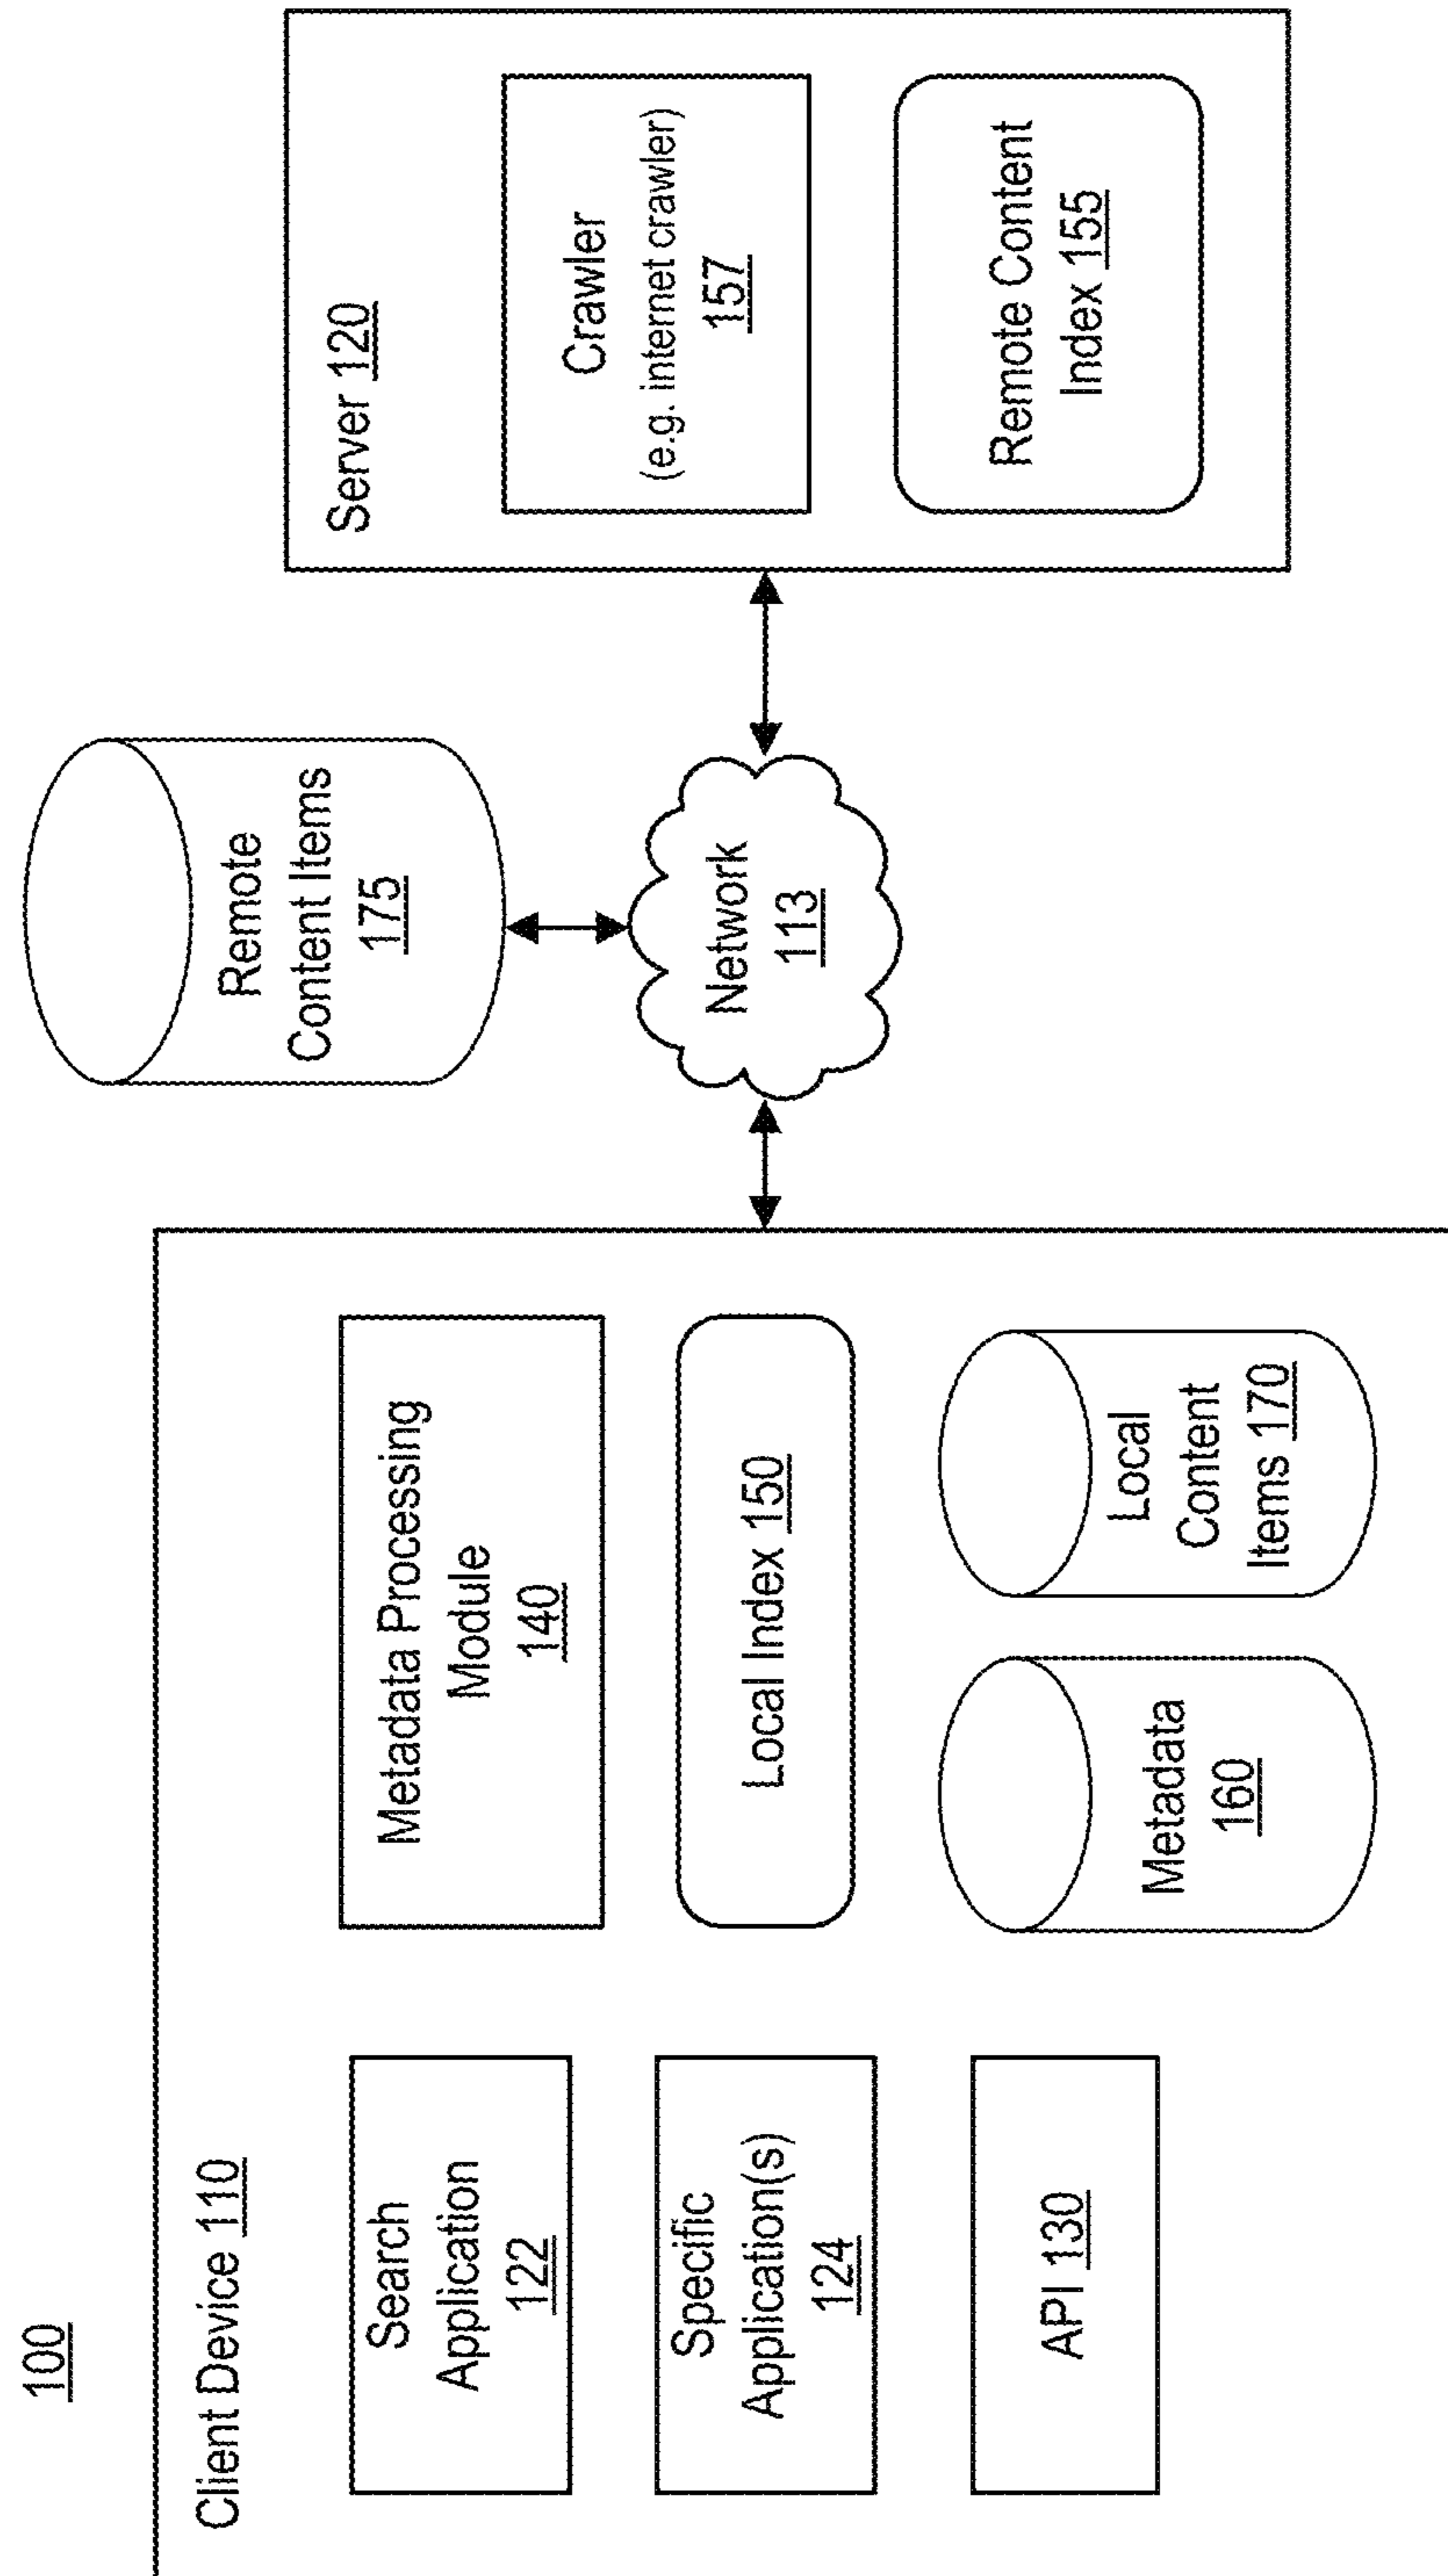 100
Client Device 110
Search
Application
122
Specific
Application(s)
124
API 130
Metadata Processing
Module
140
Local Index 150
Metadata
160
Local
Content
Items 170
Remote
Content Items
175
Network
113
Server 120
Crawler
(e.g. internet crawler)
157
Remote Content
Index 155